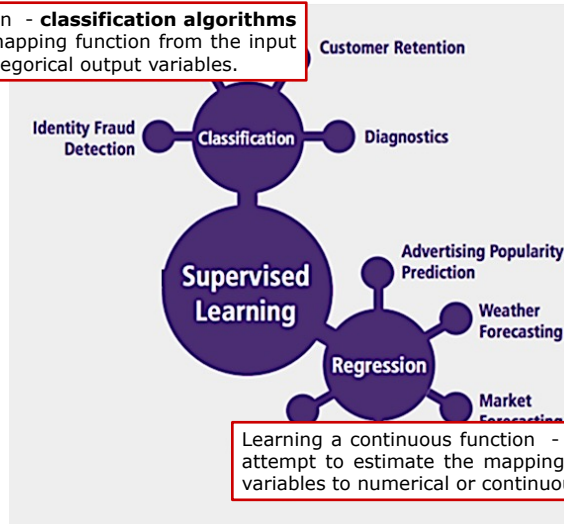 n - classification algorithms
mapping function from the input
egorical output variables.
Customer Retention
Identity Fraud
Detection
Classification
Diagnostics
Supervised
Learning
Advertising Popularity
Prediction
Weather
Forecasting
Regression
Market
Forecasting
Learning a continuous function -
attempt to estimate the mapping
variables to numerical or continuou